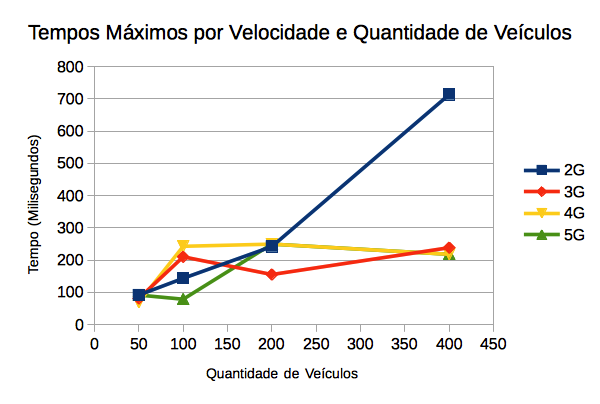 Tempos Máximos por Velocidade e Quantidade de Veículos
800
700
600
500
400
300
200
100
0
Tempo (Milisegundos)
0 50 100 150 200 250 300 350 400 450
Quantidade de Veículos
2G
3G
4G
5G